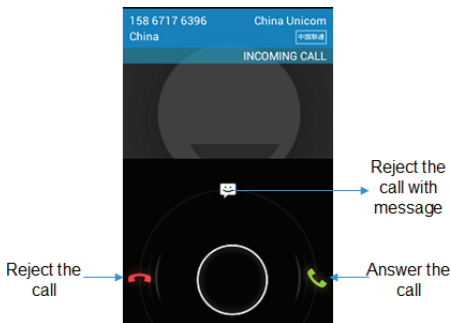 158 6717 6396 China Unicom
China 中国联通
INCOMING CALL
Reject the
call with
message
Reject the
call
Answer the
call